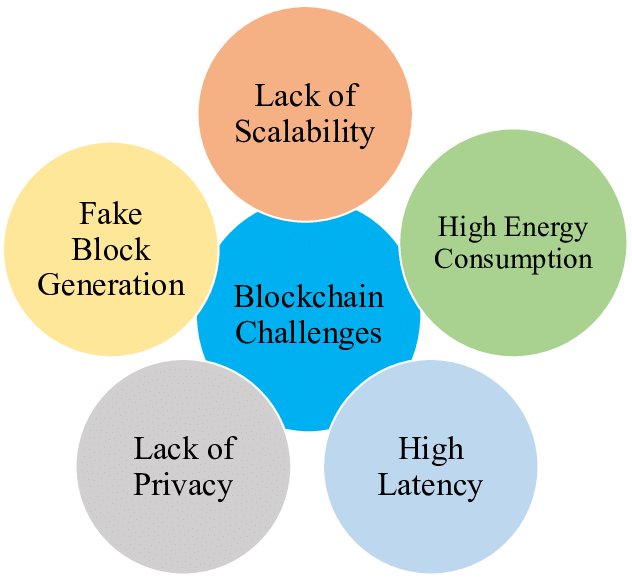 Lack of
Scalability
High Energy
Consumption
Fake
Block
Generation
Blockchain
Challenges
Lack of
Privacy
High
Latency